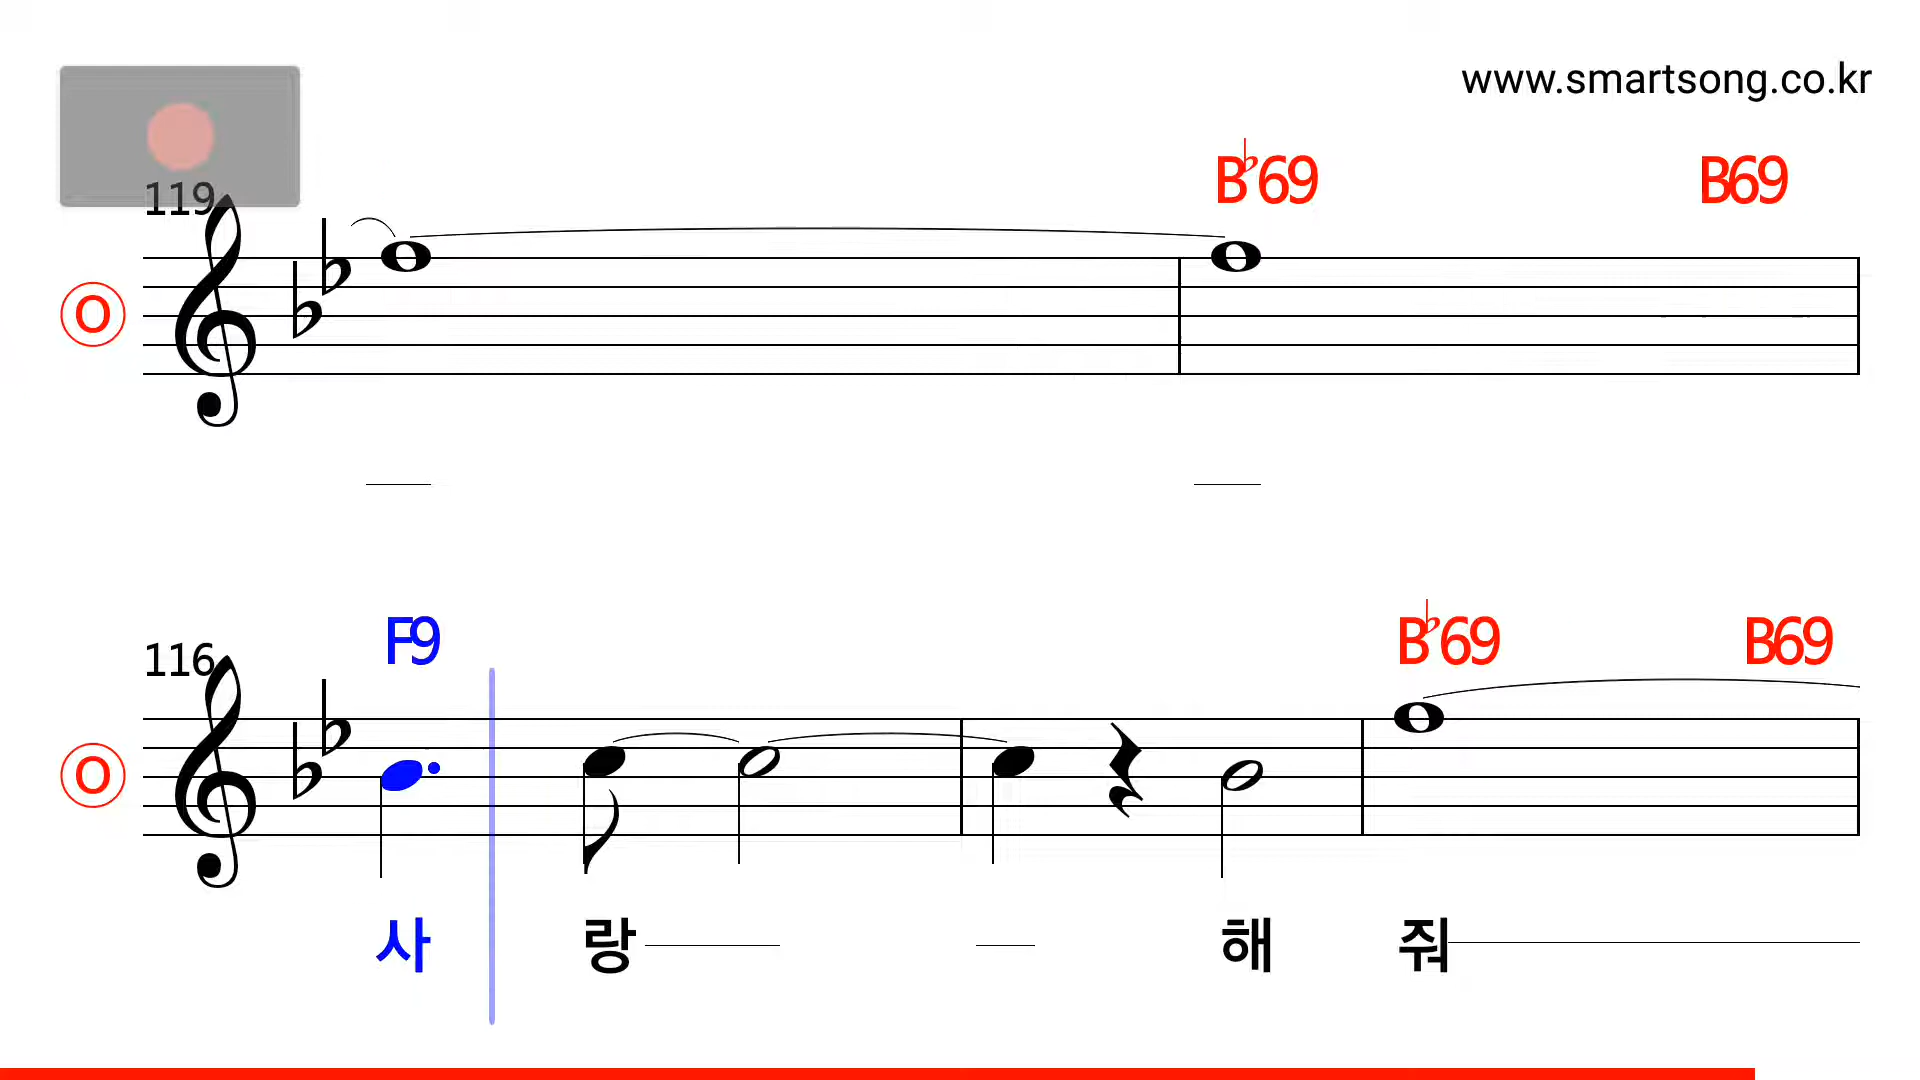 www.smartsong.co.kr
B♭69 B69
119
O
F9 B♭69 B69
116
O
사 랑 해 줘